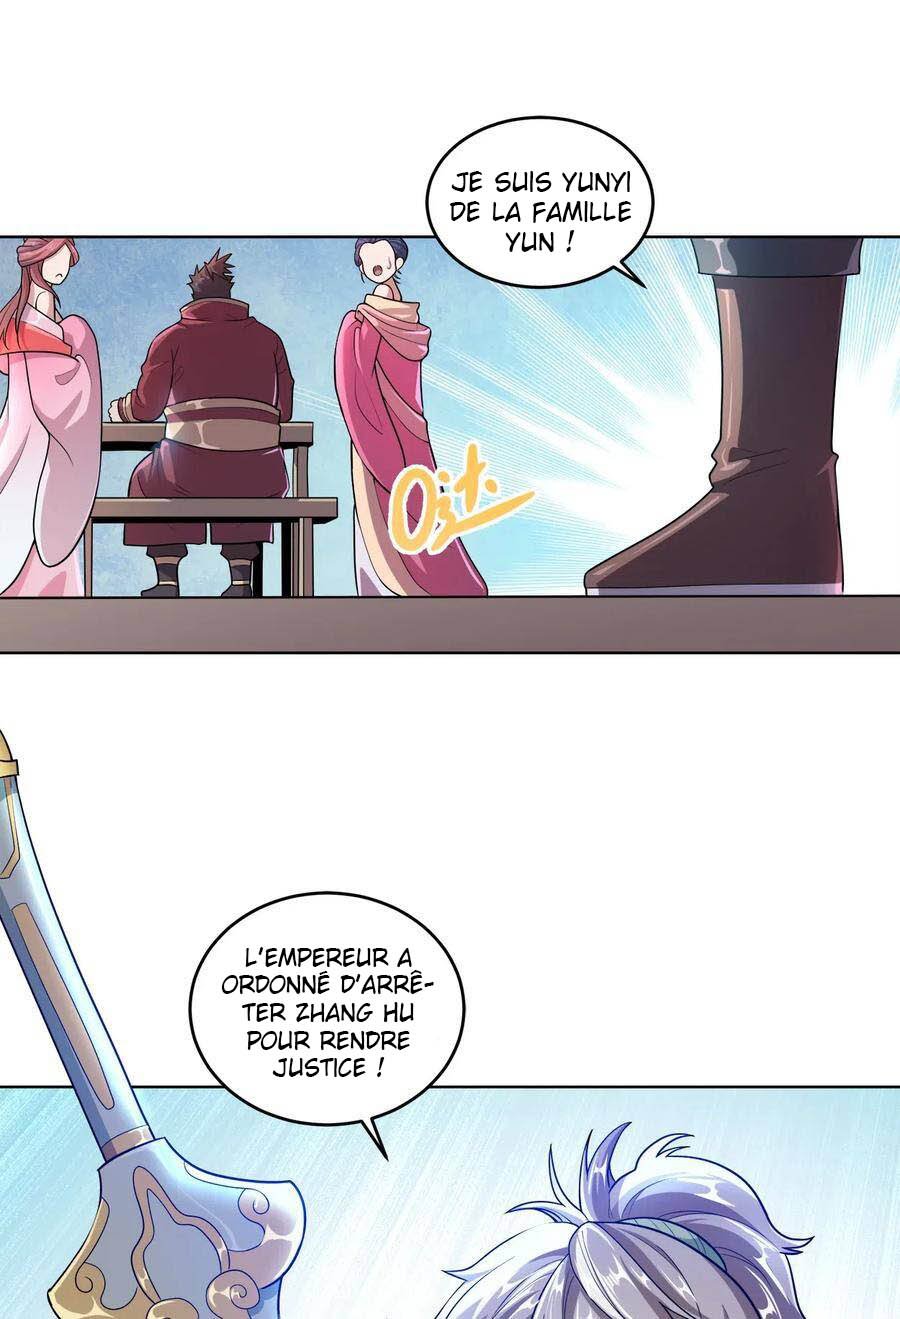 JE SUIS YUNYI
DE LA FAMILLE
YUN !
L'EMPEREUR A
ORDONNÉ D'ARRÊ-
TER ZHANG HU
POUR RENDRE
JUSTICE !